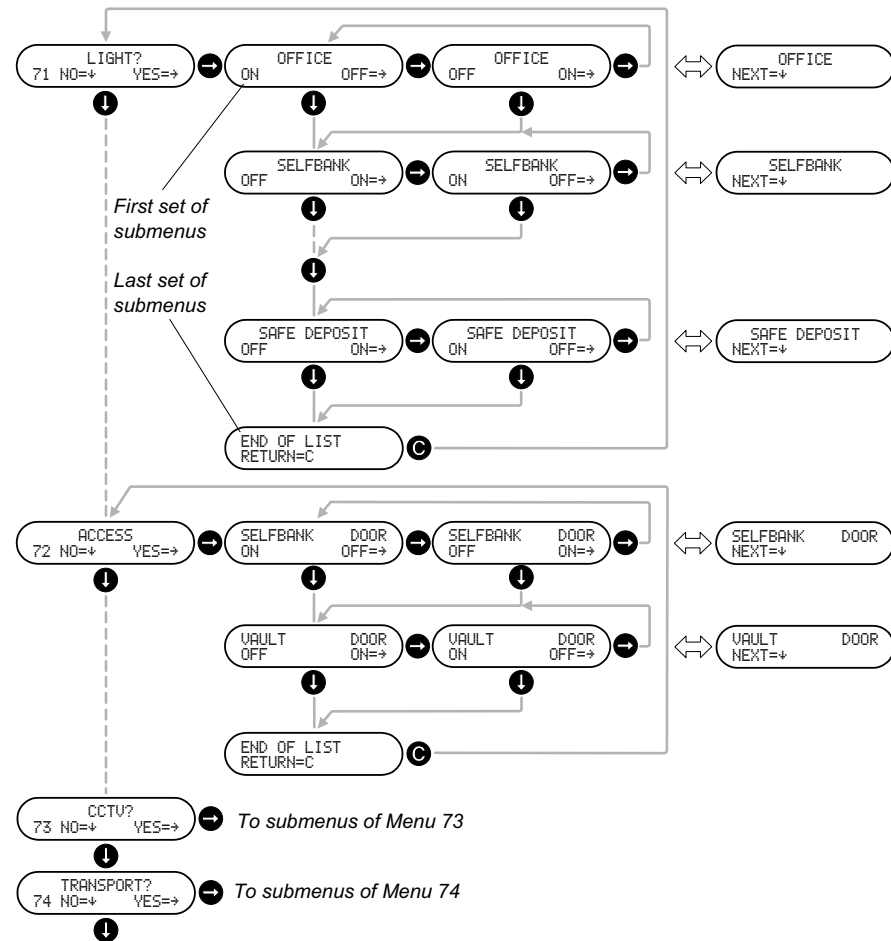 LIGHT?
71 NO=↓ YES=→
OFFICE
ON OFF=→
OFFICE
OFF ON=→
OFFICE
NEXT=↓
SELFBANK
OFF ON=→
SELFBANK
ON OFF=→
SELFBANK
NEXT=↓
First set of
submenus
Last set of
submenus
SAFE DEPOSIT
OFF ON=→
SAFE DEPOSIT
ON OFF=→
SAFE DEPOSIT
NEXT=↓
END OF LIST
RETURN=C
C
ACCESS
72 NO=↓ YES=→
SELFBANK DOOR
ON OFF=→
SELFBANK DOOR
OFF ON=→
SELFBANK DOOR
NEXT=↓
VAULT DOOR
OFF ON=→
VAULT DOOR
ON OFF=→
VAULT DOOR
NEXT=↓
END OF LIST
RETURN=C
C
CCTV?
73 NO=↓ YES=→
To submenus of Menu 73
TRANSPORT?
74 NO=↓ YES=→
To submenus of Menu 74